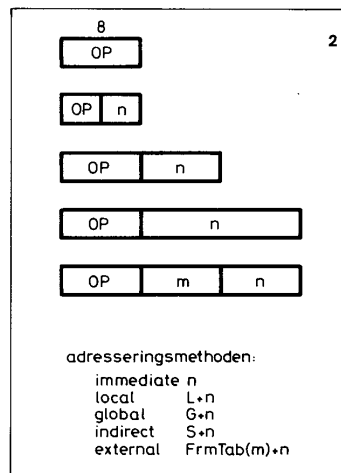 8
2
OP
OP n
OP n
OP n
OP m n
adresseringsmethoden:
immediate n
local L+n
global G+n
indirect S+n
external FrmTab(m)+n